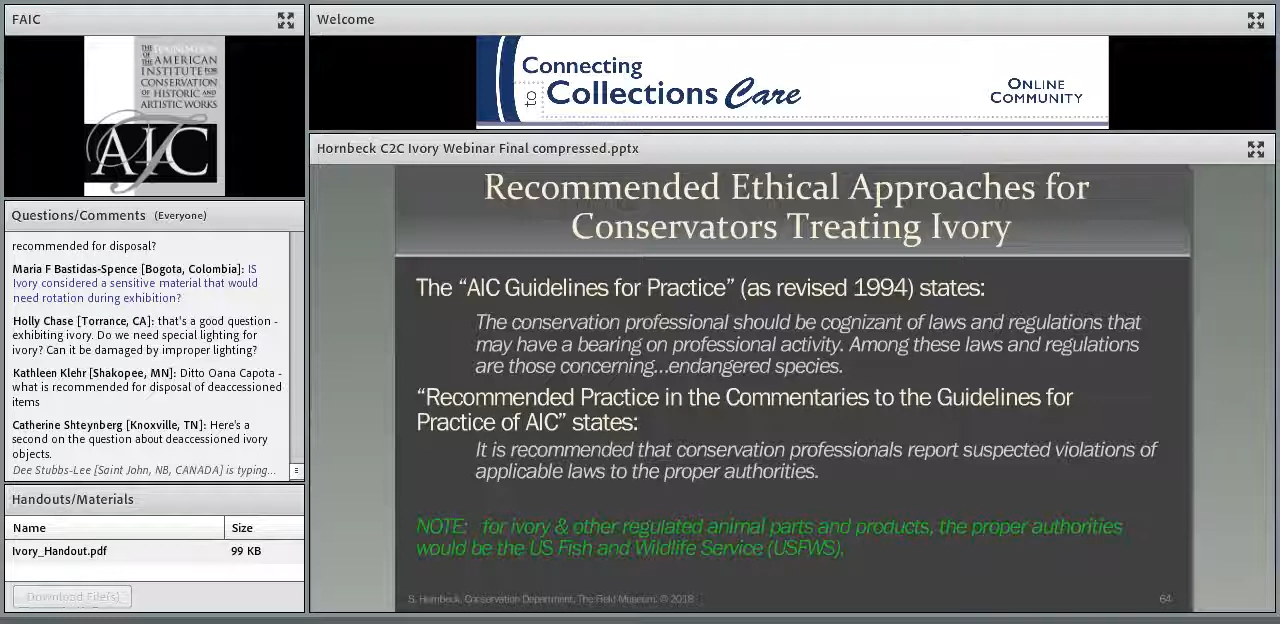 FAIC
THE FOUNDATION
OF THE AMERICAN
INSTITUTE FOR
CONSERVATION
OF HISTORIC AND
ARTISTIC WORKS
AIC
Questions/Comments (Everyone)
recommended for disposal?
Maria F Bastidas-Spence [Bogota, Colombia]: IS
Ivory considered a sensitive material that would
need rotation during exhibition?
Holly Chase [Torrance, CA]: that's a good question -
exhibiting ivory. Do we need special lighting for
ivory? Can it be damaged by improper lighting?
Kathleen Klehr [Shakopee, MN]: Ditto Oana Capota -
what is recommended for disposal of deaccessioned
items
Catherine Shteynberg [Knoxville, TN]: Here's a
second on the question about deaccessioned ivory
objects.
Dee Stubbs-Lee [Saint John, NB, CANADA] is typing...
Handouts/Materials
Name Size
Ivory_Handout.pdf 99 KB
Download File(s)
Welcome
Connecting
to Collections Care
ONLINE
COMMUNITY
Hornbeck C2C Ivory Webinar Final compressed.pptx
Recommended Ethical Approaches for
Conservators Treating Ivory
The “AIC Guidelines for Practice” (as revised 1994) states:
The conservation professional should be cognizant of laws and regulations that
may have a bearing on professional activity. Among these laws and regulations
are those concerning...endangered species.
“Recommended Practice in the Commentaries to the Guidelines for
Practice of AIC” states:
It is recommended that conservation professionals report suspected violations of
applicable laws to the proper authorities.
NOTE: for ivory & other regulated animal parts and products, the proper authorities
would be the US Fish and Wildlife Service (USFWS).
S. Hornbeck, Conservation Department, The Field Museum. © 2018
64